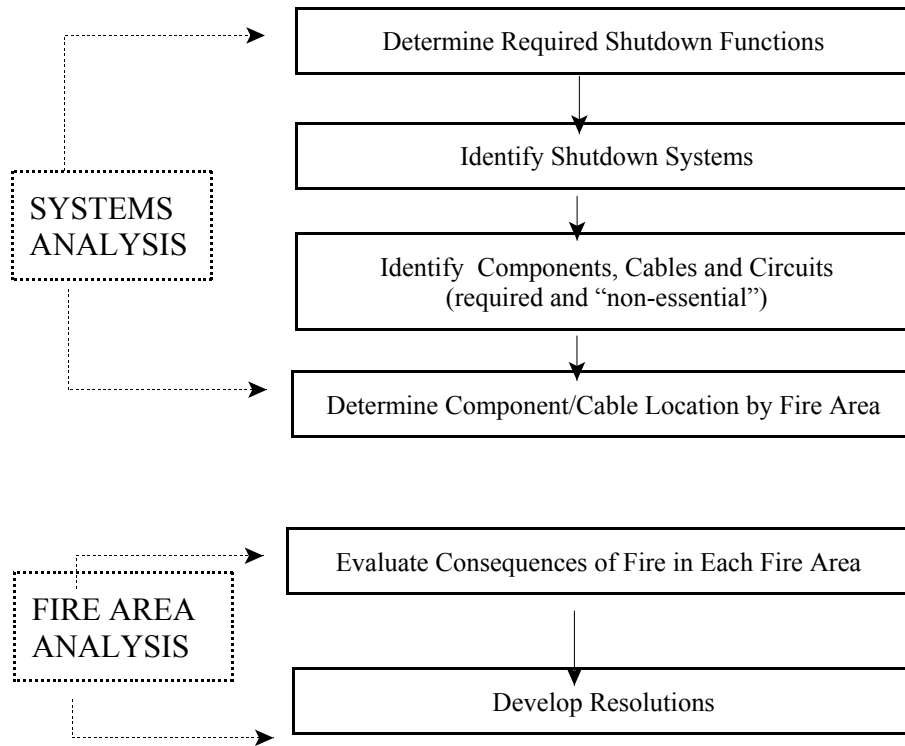 Determine Required Shutdown Functions
Identify Shutdown Systems
SYSTEMS
ANALYSIS
Identify Components, Cables and Circuits
(required and “non-essential”)
Determine Component/Cable Location by Fire Area
Evaluate Consequences of Fire in Each Fire Area
FIRE AREA
ANALYSIS
Develop Resolutions